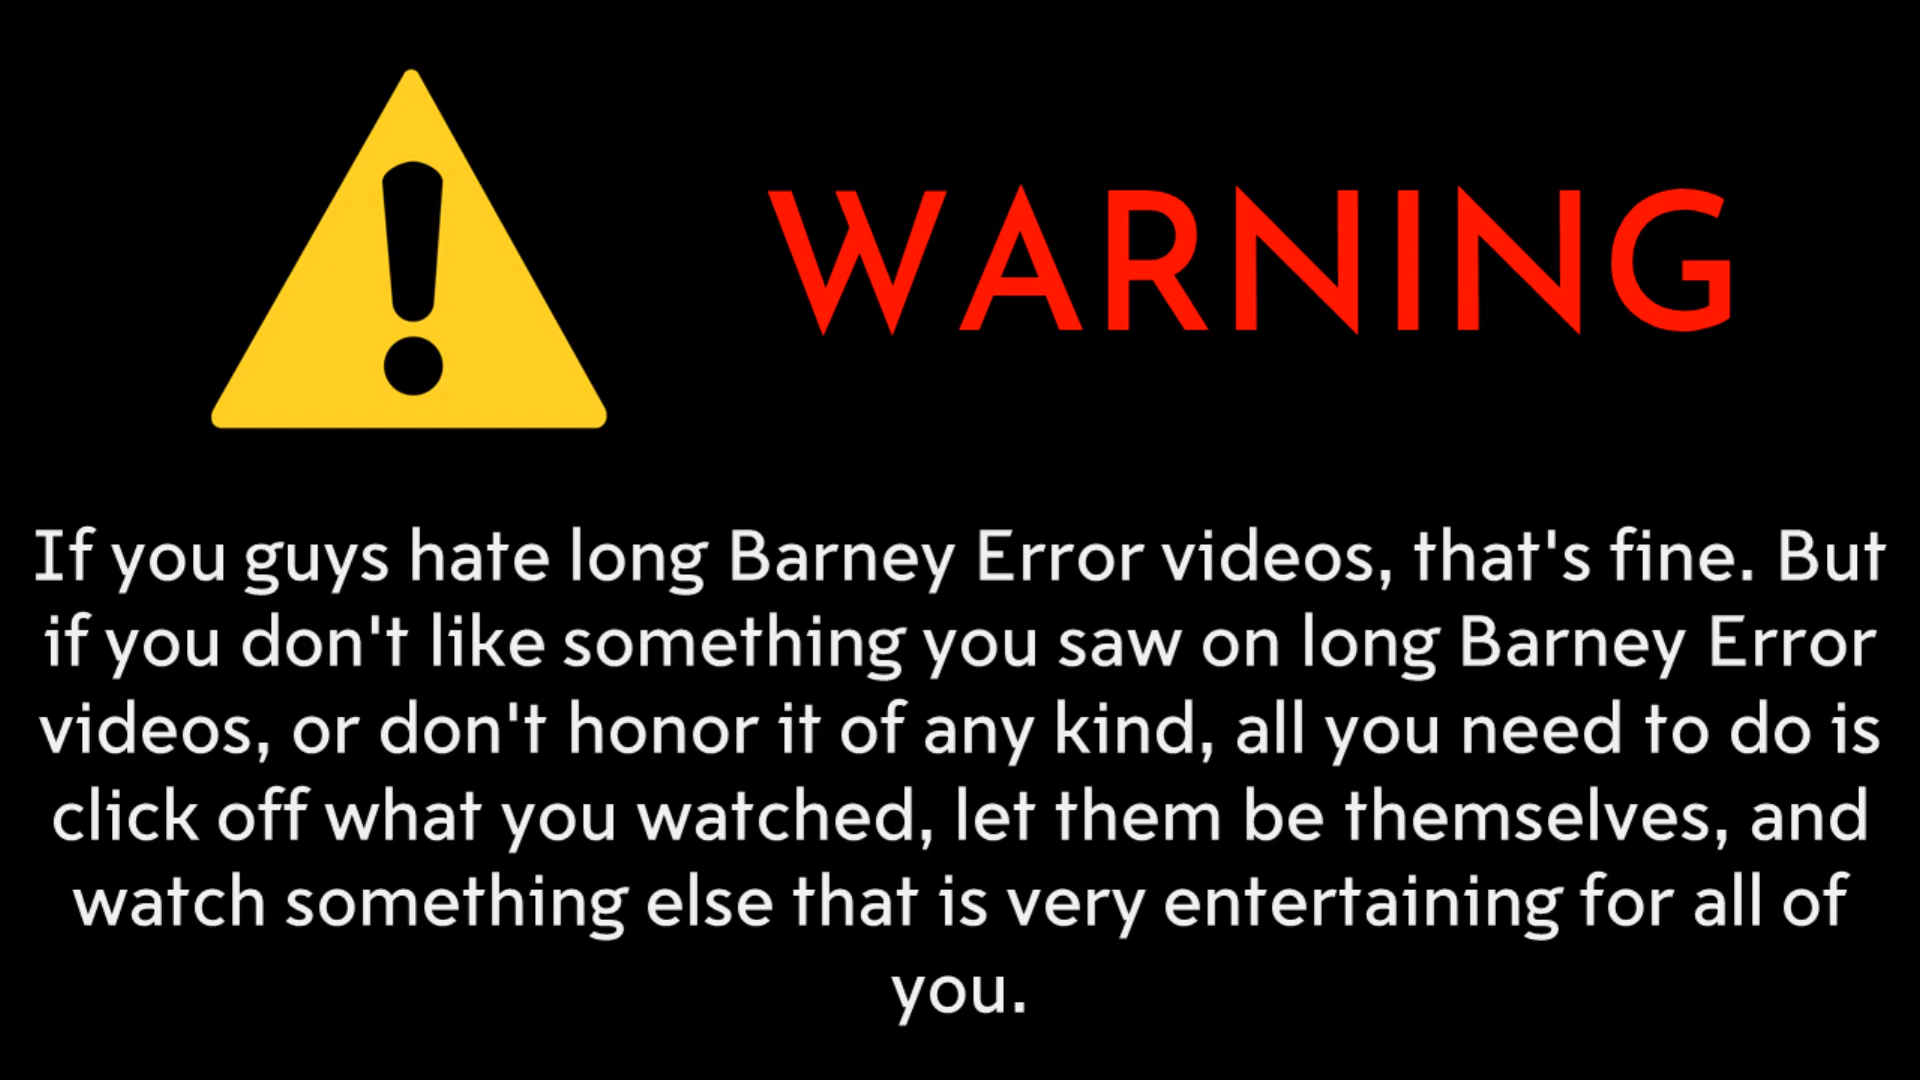 WARNING
If you guys hate long Barney Error videos, that's fine. But
if you don't like something you saw on long Barney Error
videos, or don't honor it of any kind, all you need to do is
click off what you watched, let them be themselves, and
watch something else that is very entertaining for all of
you.